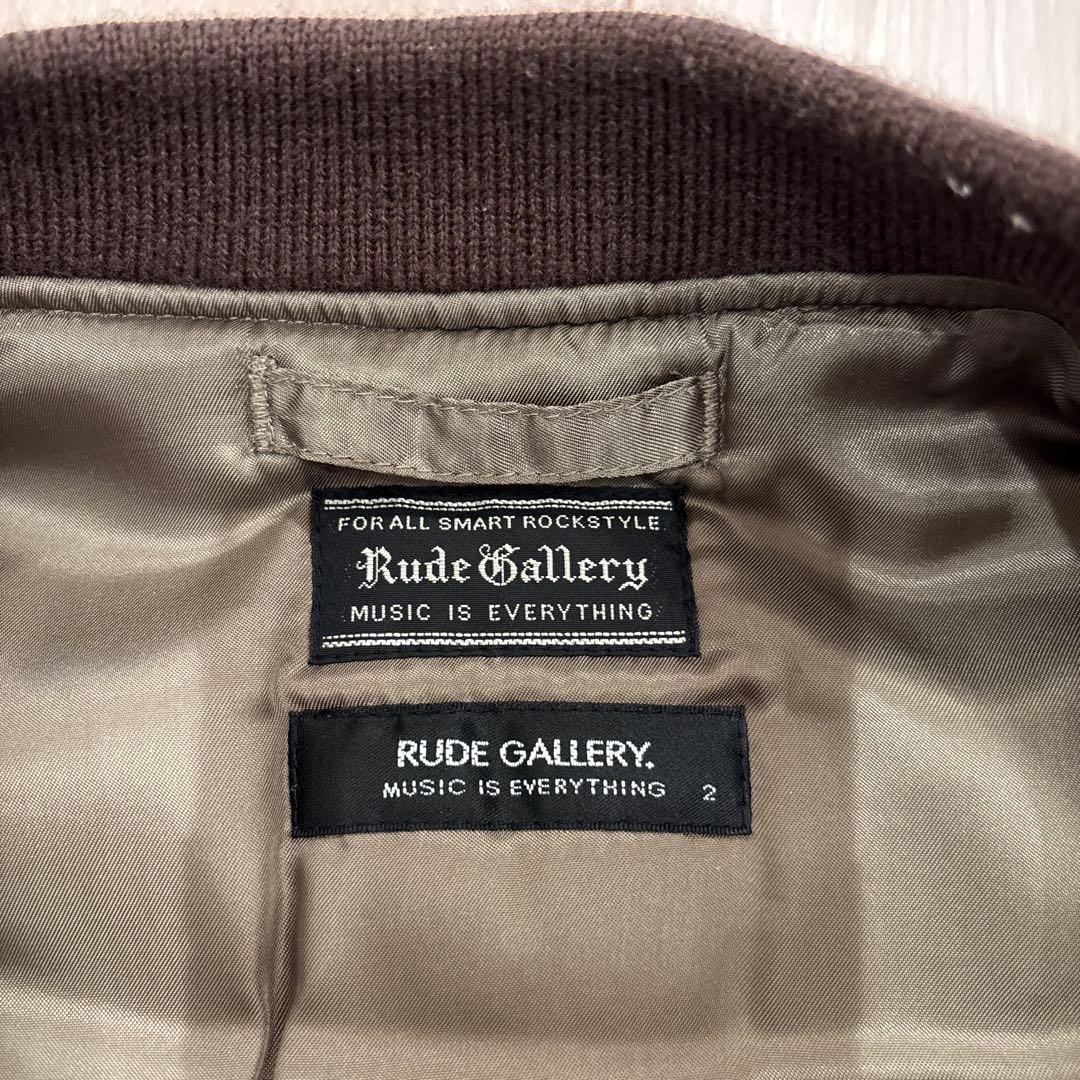 FOR ALL SMART ROCKSTYLE
Rude Gallery
MUSIC IS EVERYTHING
RUDE GALLERY.
MUSIC IS EVERYTHING 2